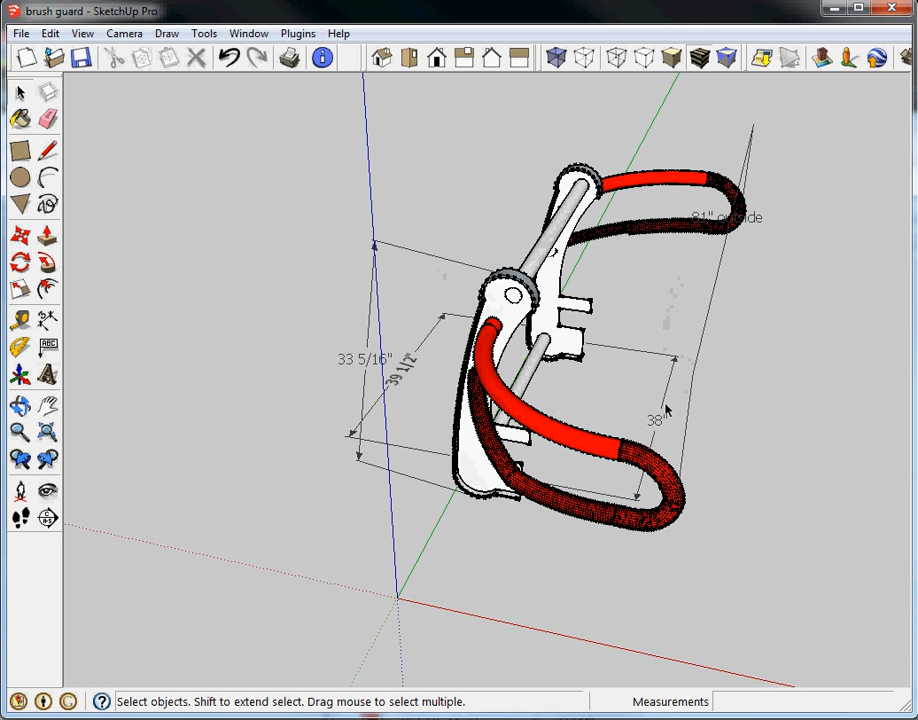 brush guard - SketchUp Pro
File Edit View Camera Draw Tools Window Plugins Help
ABC
81" outside
33 5/16"
39 1/2"
38"
Select objects. Shift to extend select. Drag mouse to select multiple.
Measurements